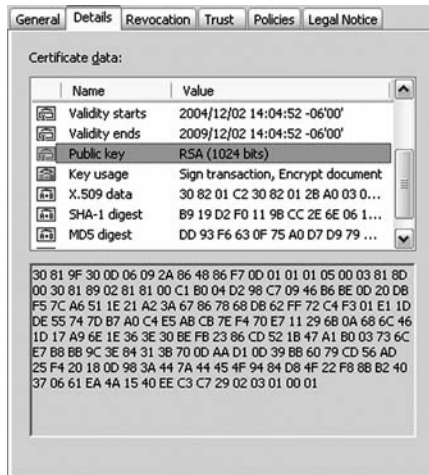 General Details Revocation Trust Policies Legal Notice
Certificate data:
Name Value
Validity starts 2004/12/02 14:04:52 -06'00'
Validity ends 2009/12/02 14:04:52 -06'00'
Public key RSA (1024 bits)
Key usage Sign transaction, Encrypt document
X.509 data 30 82 01 C2 30 82 01 2B A0 03 0...
SHA-1 digest B9 19 D2 F0 11 9B CC 2E 6E 06 1...
MD5 digest DD 93 F6 63 0F 75 A0 D7 D9 79 ...
30 81 9F 30 0D 06 09 2A 86 48 86 F7 0D 01 01 01 05 00 03 81 8D
00 30 81 89 02 81 81 00 C1 B0 04 D2 98 C7 09 46 B6 BE 0D 20 DB
F5 7C A6 51 1E 21 A2 3A 67 86 78 68 DB 62 FF 72 C4 F3 01 E1 1D
DE 55 74 7D B7 A0 C4 E5 AB CB 7E F4 70 E7 11 29 6B 0A 68 6C 46
1D 17 A9 6E 1E 36 3E 30 BE FB 23 86 CD 52 1B 47 A1 B0 03 73 6C
E7 B8 BB 9C 3E 84 31 3B 70 0D AA D1 0D 39 BB 60 79 CD 56 AD
25 F4 20 18 0D 98 3A 44 7A 44 45 4F 94 84 D8 4F 22 F8 8B B2 40
37 06 61 EA 4A 15 40 EE C3 C7 29 02 03 01 00 01